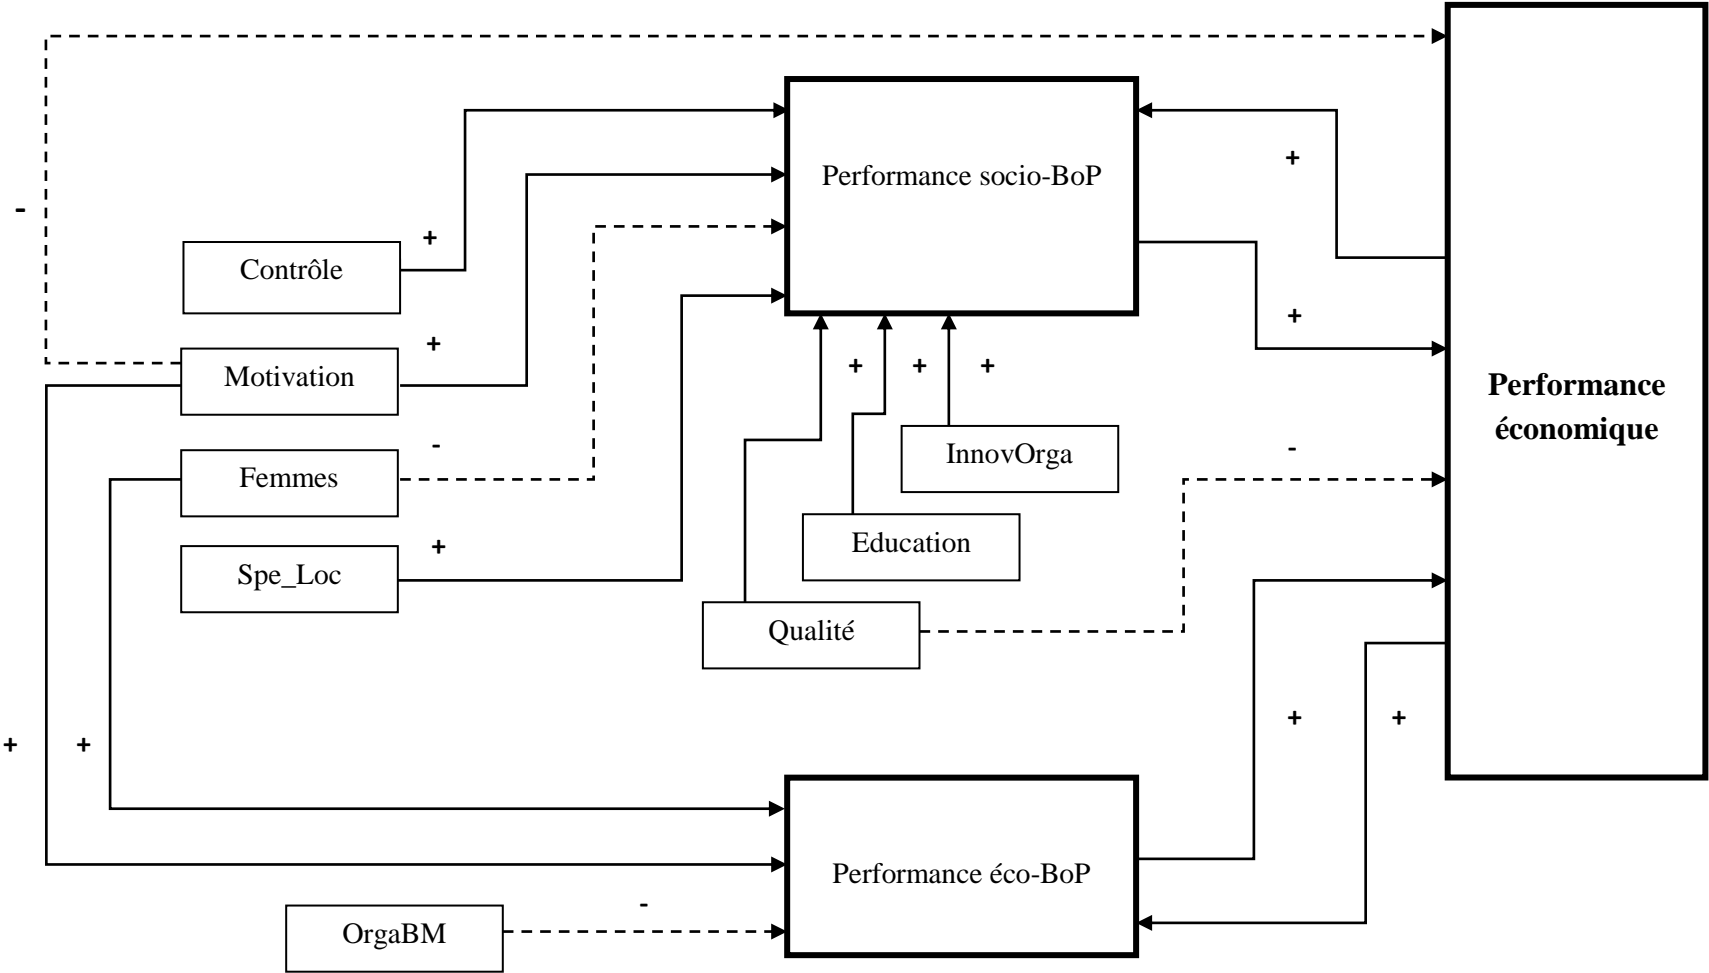 +
Performance socio-BoP
-
+
Contrôle
+
+
Motivation
+
+
+
Performance
économique
-
Femmes
InnovOrga
-
Education
+
Spe_Loc
Qualité
+
+
+
+
Performance éco-BoP
-
OrgaBM